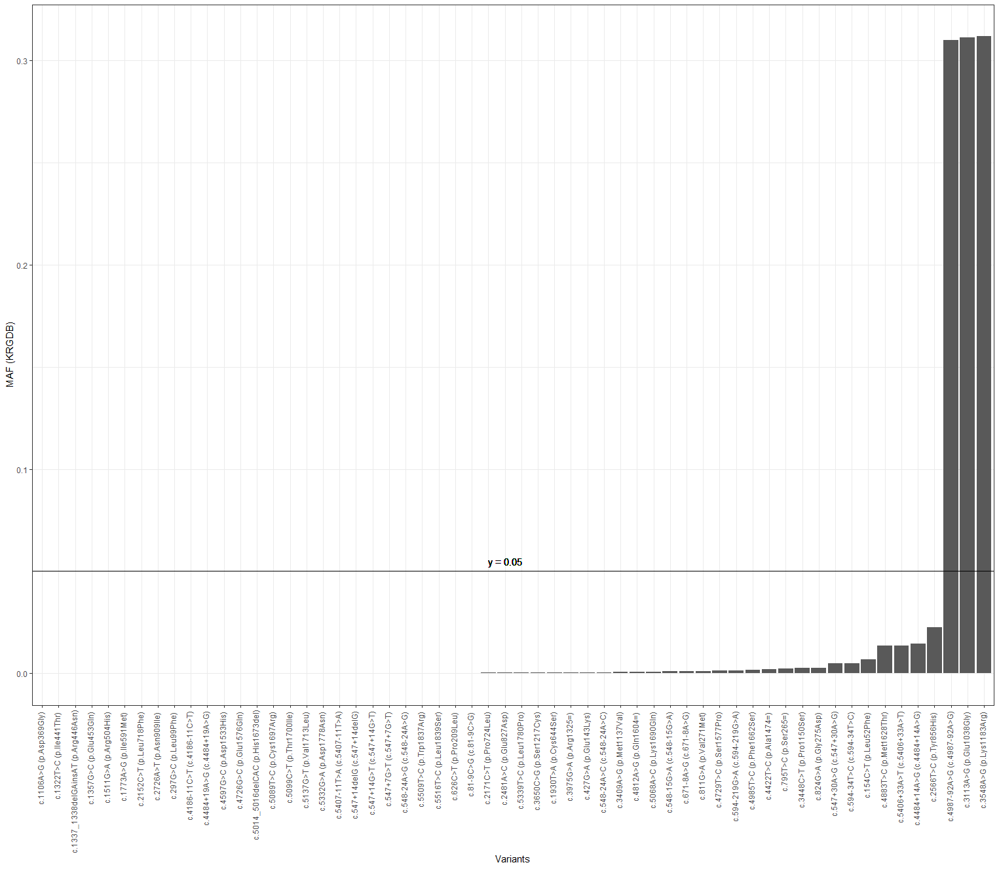 0.3
0.2
0.1
0.0
MAF (KRGDB)
y = 0.05
c.1106A>G (p.Asp369Gly)
c.1322T>C (p.Ile441Thr)
c.1337_1338delGAinsAT (p.Arg446Asn)
c.1357G>C (p.Glu453Gln)
c.1511G>A (p.Arg504His)
c.1773A>G (p.Ile591Met)
c.2152C>T (p.Leu718Phe)
c.2726A>T (p.Asn909Ile)
c.297G>C (p.Leu99Phe)
c.4186-11C>T (c.4186-11C>T)
c.4484+19A>G (c.4484+19A>G)
c.4597G>C (p.Asp1533His)
c.4726G>C (p.Glu1576Gln)
c.5014_5016delCAC (p.His1673del)
c.5089T>C (p.Cys1697Arg)
c.5099C>T (p.Thr1700Ile)
c.5137G>T (p.Val1713Leu)
c.5332G>A (p.Asp1778Asn)
c.5407-11T>A (c.5407-11T>A)
c.547+14delG (c.547+14delG)
c.547+14G>T (c.547+14G>T)
c.547+7G>T (c.547+7G>T)
c.548-24A>G (c.548-24A>G)
c.5509T>C (p.Trp1837Arg)
c.5516T>C (p.Leu1839Ser)
c.626C>T (p.Pro209Leu)
c.81-9C>G (c.81-9C>G)
c.2171C>T (p.Pro724Leu)
c.2481A>C (p.Glu827Asp)
c.5339T>C (p.Leu1780Pro)
c.3650C>G (p.Ser1217Cys)
c.1930T>A (p.Cys644Ser)
c.3975G>A (p.Arg1325=)
c.427G>A (p.Glu143Lys)
c.548-24A>C (c.548-24A>C)
c.3409A>G (p.Met1137Val)
c.4812A>G (p.Gln1604=)
c.5068A>C (p.Lys1690Gln)
c.548-15G>A (c.548-15G>A)
c.671-8A>G (c.671-8A>G)
c.811G>A (p.Val271Met)
c.4729T>C (p.Ser1577Pro)
c.594-219G>A (c.594-219G>A)
c.4985T>C (p.Phe1662Ser)
c.4422T>C (p.Ala1474=)
c.795T>C (p.Ser265=)
c.3448C>T (p.Pro1150Ser)
c.824G>A (p.Gly275Asp)
c.547+30A>G (c.547+30A>G)
c.594-34T>C (c.594-34T>C)
c.154C>T (p.Leu52Phe)
c.4883T>C (p.Met1628Thr)
c.5406+33A>T (c.5406+33A>T)
c.4484+14A>G (c.4484+14A>G)
c.2566T>C (p.Tyr856His)
c.4987-92A>G (c.4987-92A>G)
c.3113A>G (p.Glu1038Gly)
c.3548A>G (p.Lys1183Arg)
Variants